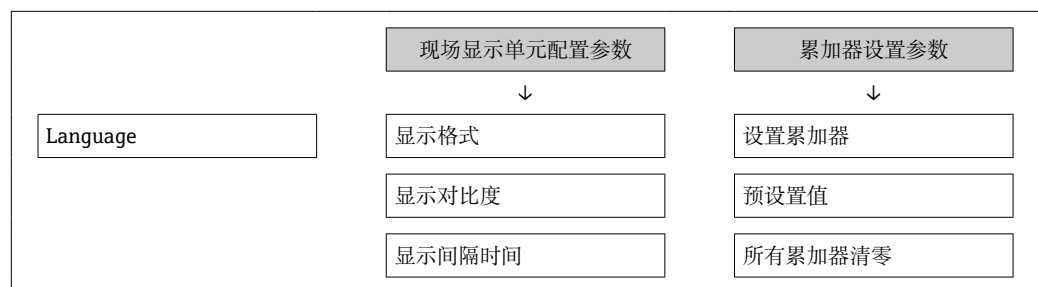 现场显示单元配置参数
累加器设置参数
↓
↓
Language
显示格式
设置累加器
显示对比度
预设置值
显示间隔时间
所有累加器清零